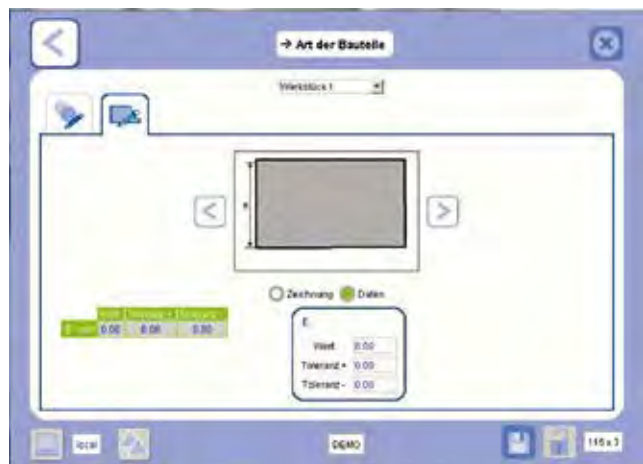 → Art der Bauteile
Werkstück 1
Zeichnung Daten
Wert Toleranz + Toleranz -
0.00 0.00 0.00
E
Wert 0.00
Toleranz + 0.00
Toleranz - 0.00
local DEMO